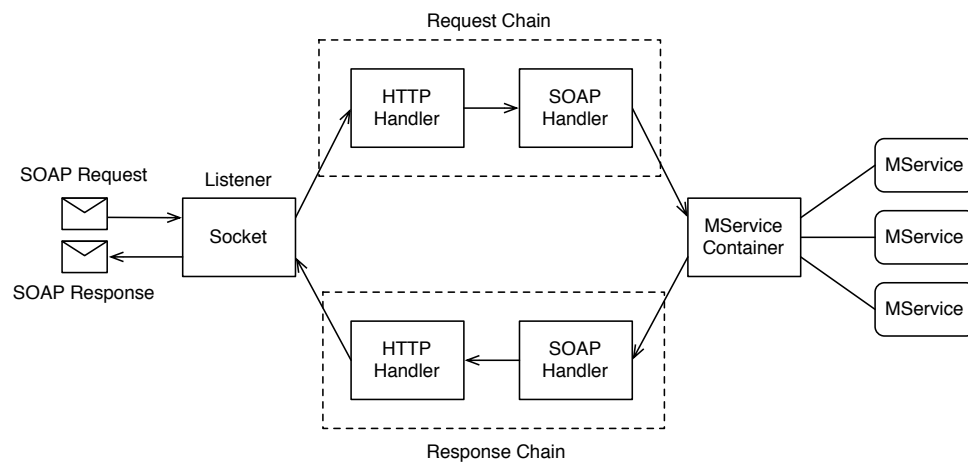 Request Chain
HTTP
Handler
SOAP
Handler
SOAP Request
Listener
Socket
SOAP Response
MService
Container
MService
MService
MService
HTTP
Handler
SOAP
Handler
Response Chain